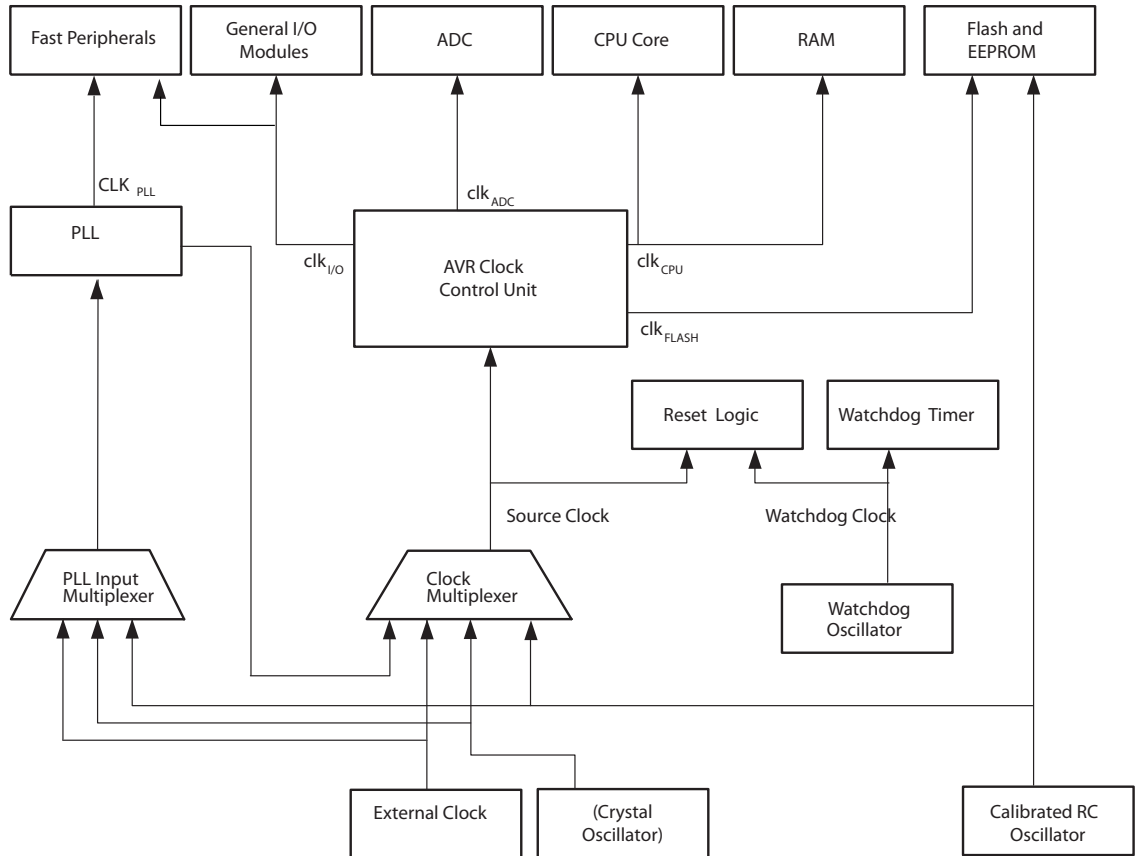 Fast Peripherals
General I/O
Modules
ADC
CPU Core
RAM
Flash and
EEPROM
CLK PLL
clk ADC
PLL
clk I/O
AVR Clock
Control Unit
clk CPU
clk FLASH
Reset Logic
Watchdog Timer
Source Clock
Watchdog Clock
PLL Input
Multiplexer
Clock
Multiplexer
Watchdog
Oscillator
External Clock
(Crystal
Oscillator)
Calibrated RC
Oscillator